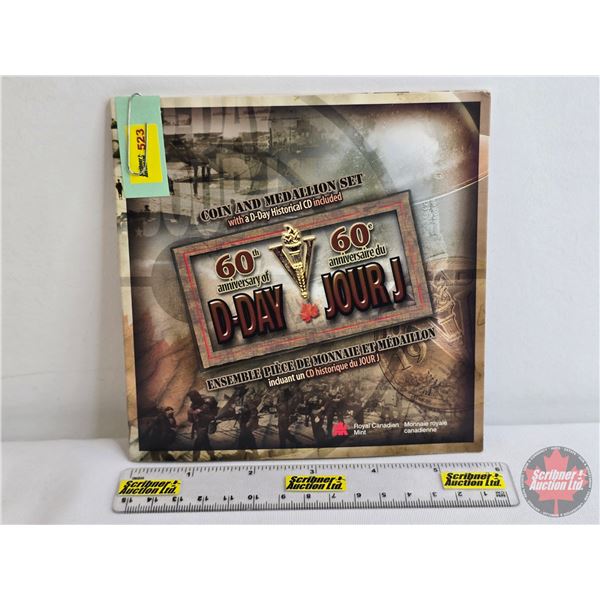 523
COIN AND MEDALLION SET
with a D-Day Historical CD included
60th
anniversary of
D-DAY
60e
anniversaire du
JOUR J
ENSEMBLE PIÈCE DE MONNAIE ET MÉDAILLON
incluant un CD historique du JOUR J
Royal Canadian
Mint
Monnaie royale
canadienne
Scribner
Auction Ltd.
Scribner
Auction Ltd.
Scribner
Auction Ltd.
Scribner
Auction Ltd.